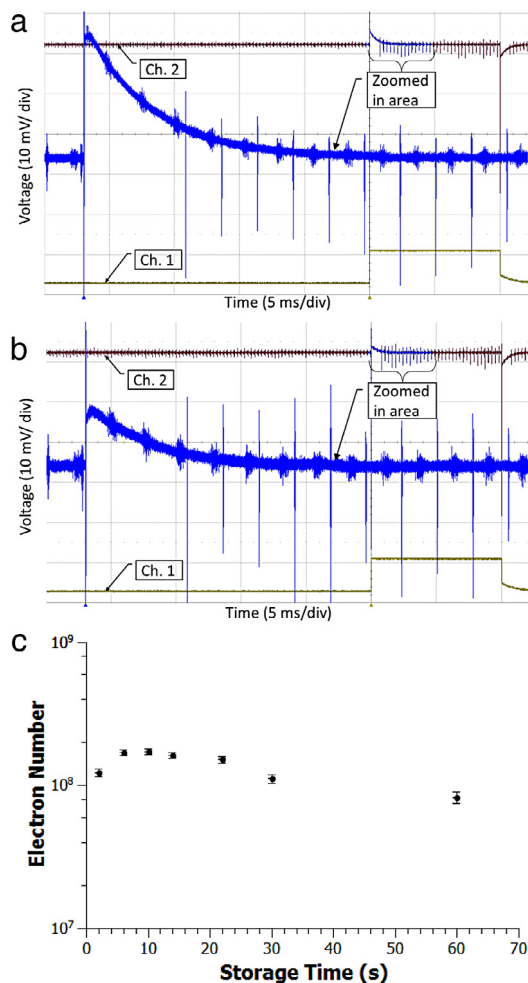 a
Ch. 2
Zoomed
in area
Voltage (10 mV/ div)
Ch. 1
Time (5 ms/div)
b
Ch. 2
Zoomed
in area
Voltage (10 mV/ div)
Ch. 1
Time (5 ms/div)
c
10⁹
10⁸
10⁷
Electron Number
0 10 20 30 40 50 60 70
Storage Time (s)